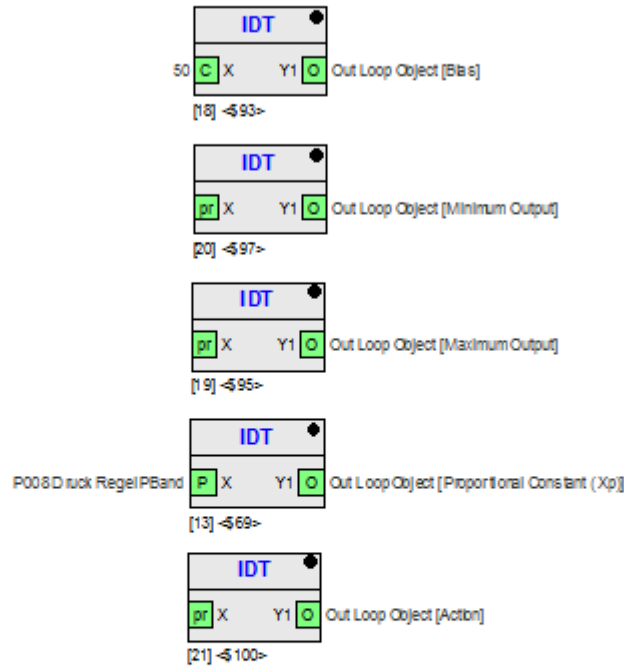 IDT
50 C X Y1 O Out Loop Object [Bias]
[18] <$93>
IDT
pr X Y1 O Out Loop Object [Minimum Output]
[20] <$97>
IDT
pr X Y1 O Out Loop Object [Maximum Output]
[19] <$95>
IDT
P008 Druck Regel PBand P X Y1 O Out Loop Object [Proportional Constant (Xp)]
[13] <$69>
IDT
pr X Y1 O Out Loop Object [Action]
[21] <$100>